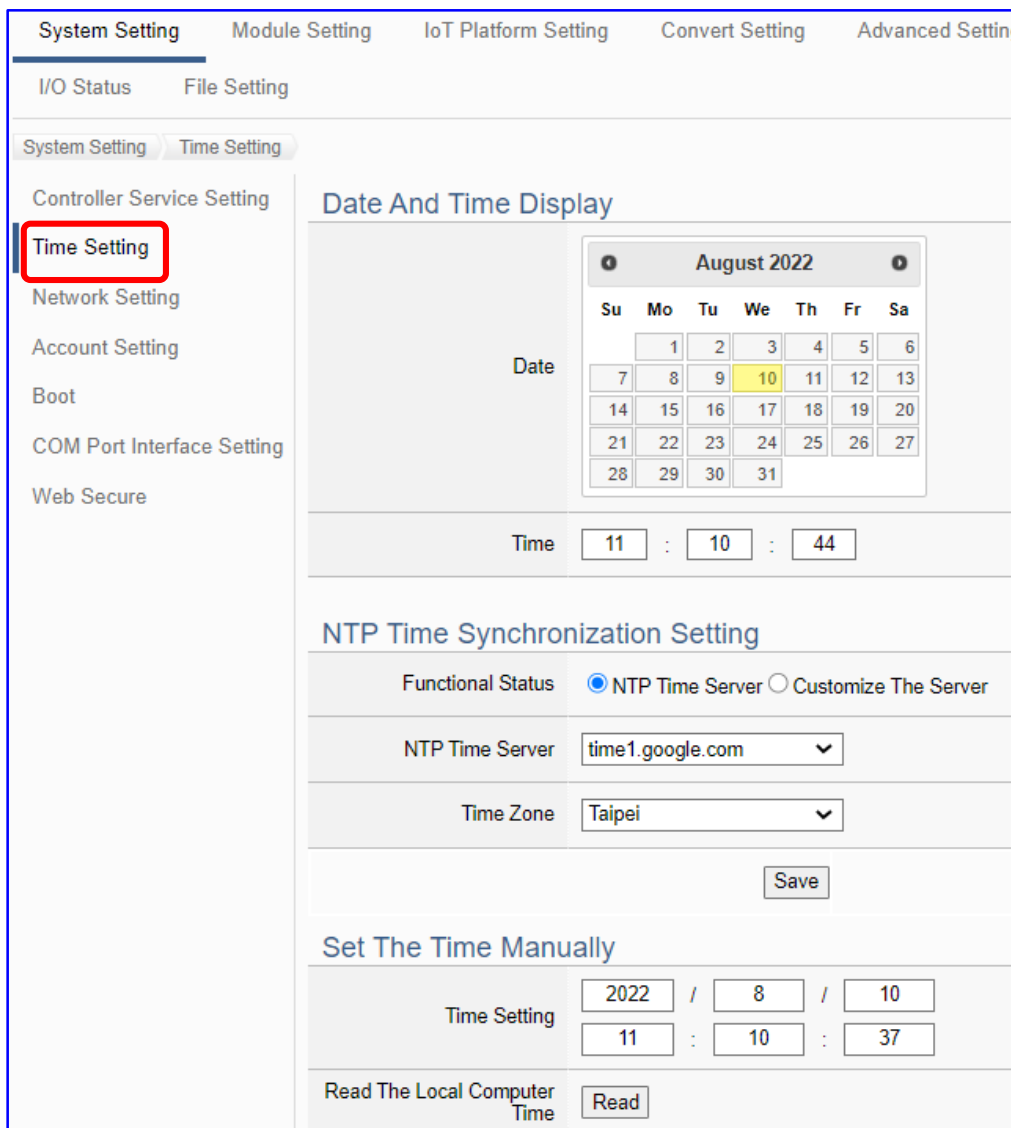 System Setting Module Setting IoT Platform Setting Convert Setting Advanced Settin
I/O Status File Setting
System Setting Time Setting
Controller Service Setting
Time Setting
Network Setting
Account Setting
Boot
COM Port Interface Setting
Web Secure
Date And Time Display
Date
August 2022
Su Mo Tu We Th Fr Sa
1 2 3 4 5 6
7 8 9 10 11 12 13
14 15 16 17 18 19 20
21 22 23 24 25 26 27
28 29 30 31
Time 11 : 10 : 44
NTP Time Synchronization Setting
Functional Status NTP Time Server Customize The Server
NTP Time Server time1.google.com
Time Zone Taipei
Save
Set The Time Manually
Time Setting
2022 / 8 / 10
11 : 10 : 37
Read The Local Computer
Time
Read